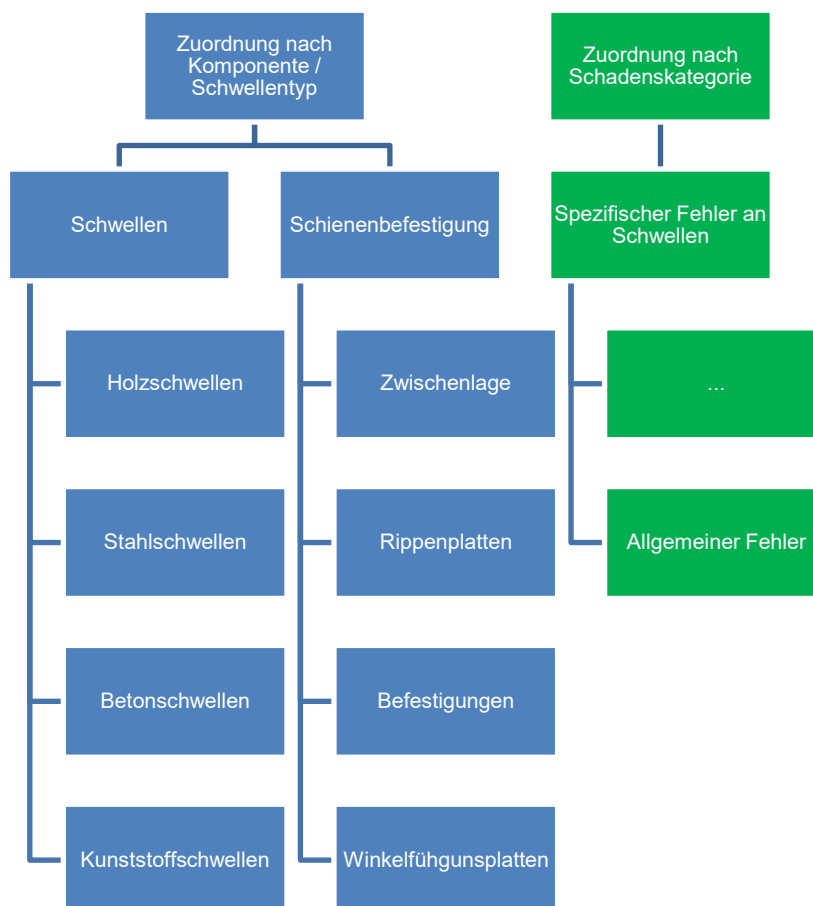 Zuordnung nach
Komponente /
Schwellentyp
Zuordnung nach
Schadenskategorie
Schwellen
Schienenbefestigung
Spezifischer Fehler an
Schwellen
Holzschwellen
Zwischenlage
...
Stahlschwellen
Rippenplatten
Allgemeiner Fehler
Betonschwellen
Befestigungen
Kunststoffschwellen
Winkelfühgunsplatten